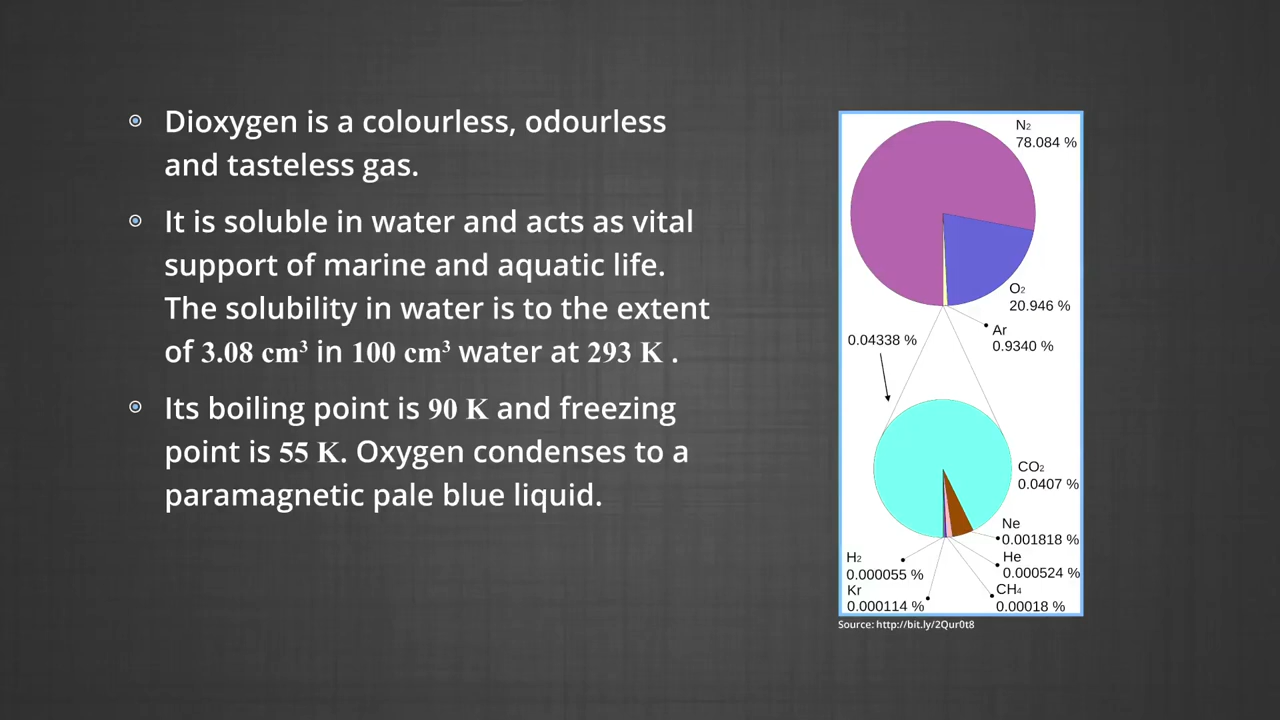 Dioxygen is a colourless, odourless
and tasteless gas.
It is soluble in water and acts as vital
support of marine and aquatic life.
The solubility in water is to the extent
of 3.08 cm³ in 100 cm³ water at 293 K .
Its boiling point is 90 K and freezing
point is 55 K. Oxygen condenses to a
paramagnetic pale blue liquid.
N₂
78.084 %
O₂
20.946 %
Ar
0.9340 %
0.04338 %
CO₂
0.0407 %
Ne
0.001818 %
He
0.000524 %
CH₄
0.00018 %
H₂
0.000055 %
Kr
0.000114 %
Source: http://bit.ly/2Qur0t8